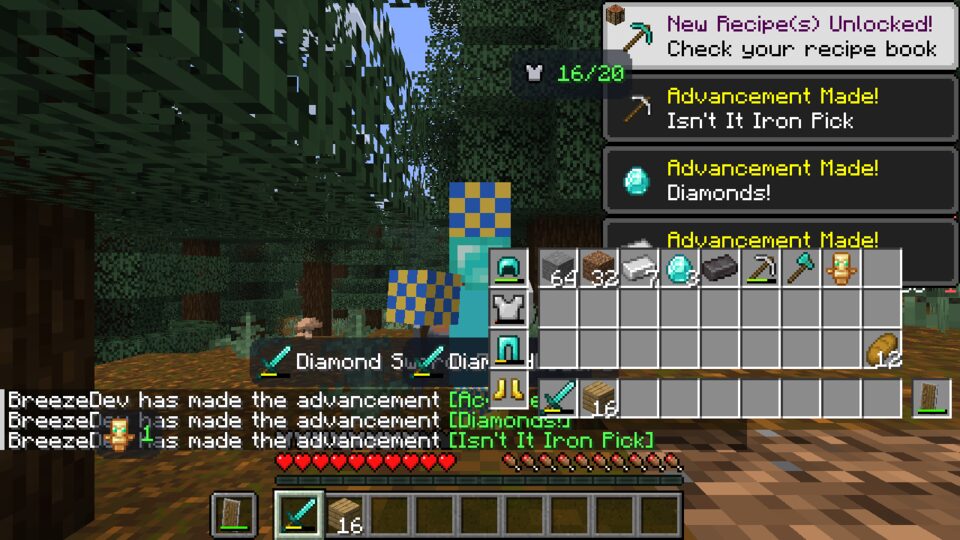 New Recipe(s) Unlocked!
Check your recipe book
16/20
Advancement Made!
Isn't It Iron Pick
Advancement Made!
Diamonds!
Advancement Made!
64
32
7
3
12
Diamond
16
BreezeDev has made the advancement
BreezeDev has made the advancement [Diamonds!]
1
has made the advancement [Isn't It Iron Pick]
16